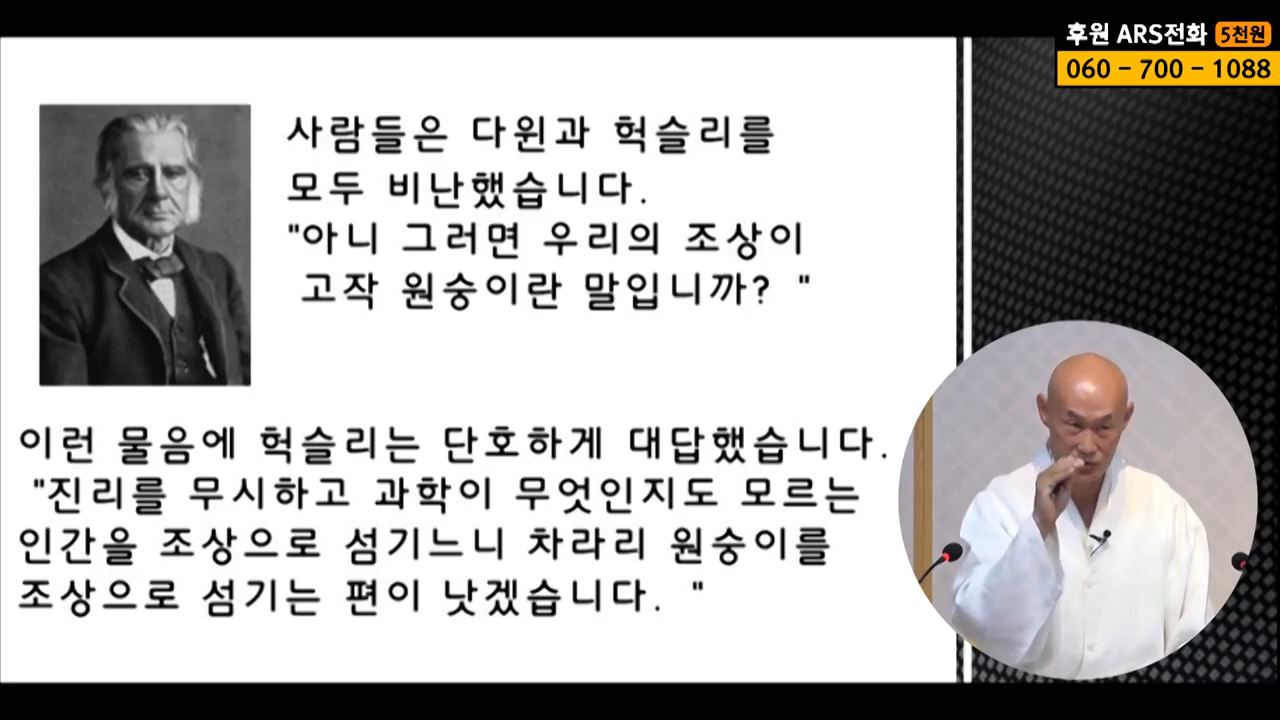 후원 ARS전화 5천원
060 - 700 - 1088
사람들은 다윈과 헉슬리를
모두 비난했습니다.
"아니 그러면 우리의 조상이
고작 원숭이란 말입니까? "
이런 물음에 헉슬리는 단호하게 대답했습니다.
"진리를 무시하고 과학이 무엇인지도 모르는
인간을 조상으로 섬기느니 차라리 원숭이를
조상으로 섬기는 편이 낫겠습니다. "